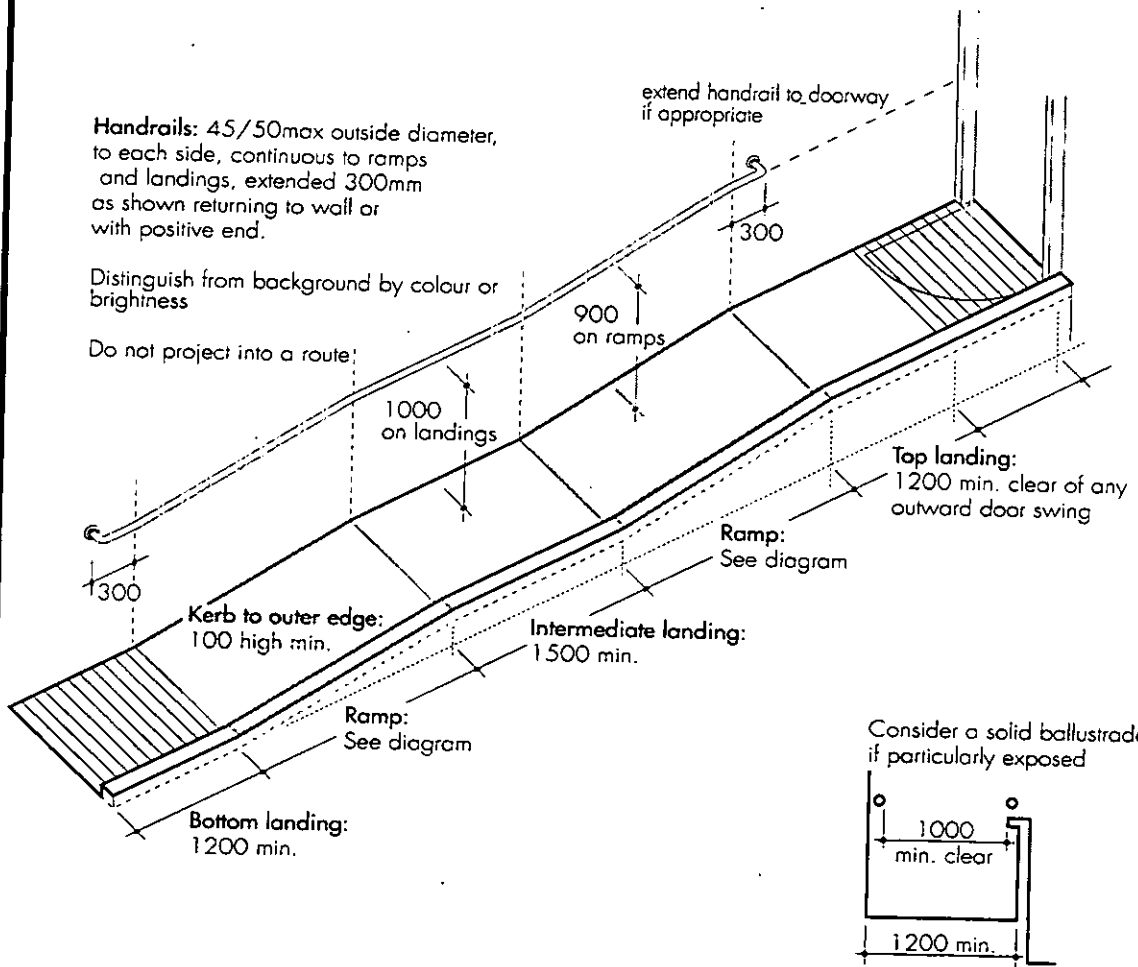 extend handrail to doorway
if appropriate
Handrails: 45/50max outside diameter,
to each side, continuous to ramps
and landings, extended 300mm
as shown returning to wall or
with positive end.
Distinguish from background by colour or
brightness
Do not project into a route
300
900
on ramps
1000
on landings
Top landing:
1200 min. clear of any
outward door swing
Ramp:
See diagram
300
Kerb to outer edge:
100 high min.
Intermediate landing:
1500 min.
Ramp:
See diagram
Bottom landing:
1200 min.
Consider a solid ballustrade
if particularly exposed
1000
min. clear
1200 min.